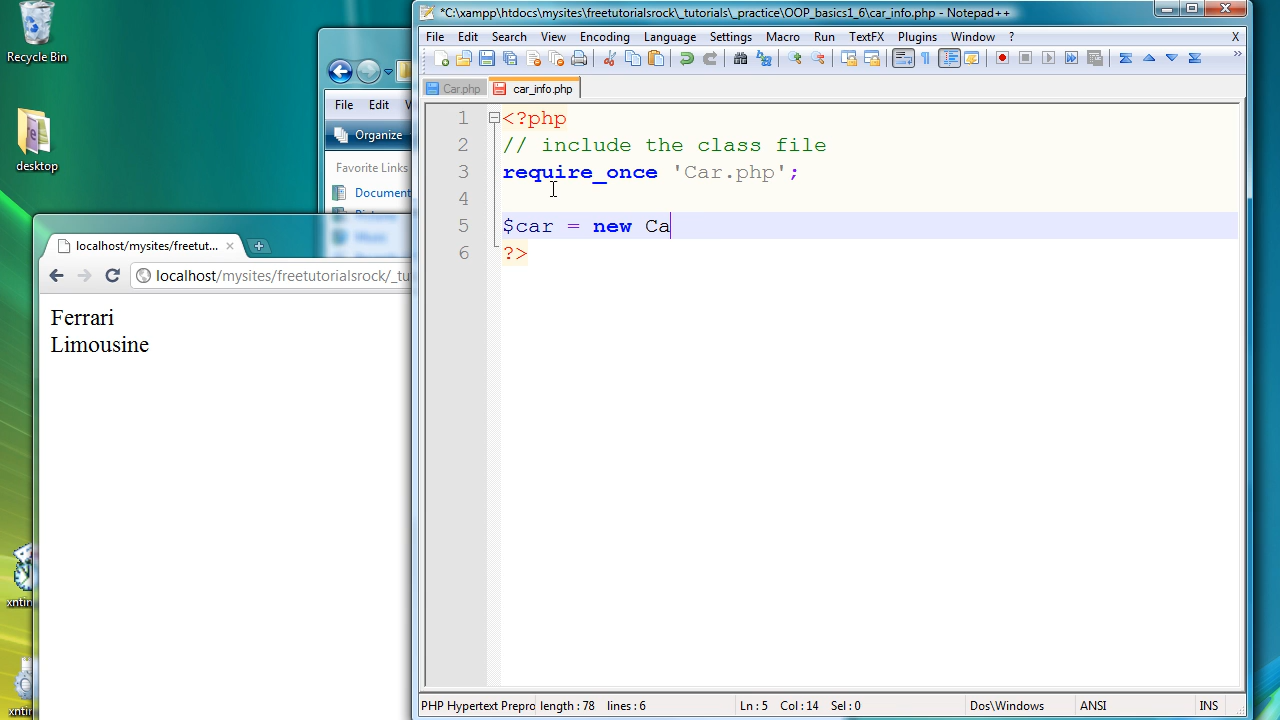 Recycle Bin
desktop
File Edit
Organize
Favorite Links
Document
Music
localhost/mysites/freetut...
localhost/mysites/freetutorialsrock/_tu
Ferrari
Limousine
*C:\xampp\htdocs\mysites\freetutorialsrock\_tutorials\_practice\OOP_basics1_6\car_info.php - Notepad++
File Edit Search View Encoding Language Settings Macro Run TextFX Plugins Window ? X
Car.php car_info.php
1 <?php
2 // include the class file
3 require_once 'Car.php';
4
5 $car = new Ca
6 ?>
PHP Hypertext Prepro length : 78 lines : 6 Ln : 5 Col : 14 Sel : 0 Dos\Windows ANSI INS